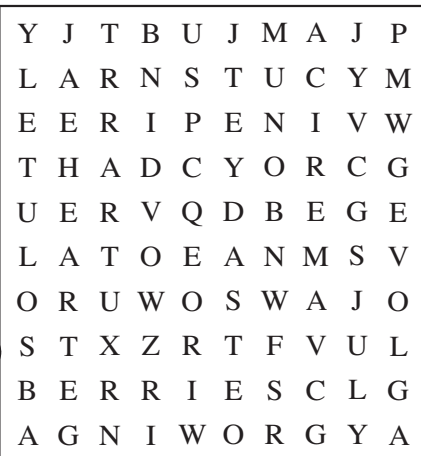 Y J T B U J M A J P
L A R N S T U C Y M
E E R I P E N I V W
T H A D C Y O R C G
U E R V Q D B E G E
L A T O E A N M S V
O R U W O S W A J O
S T X Z R T F V U L
B E R R I E S C L G
A G N I W O R G Y A